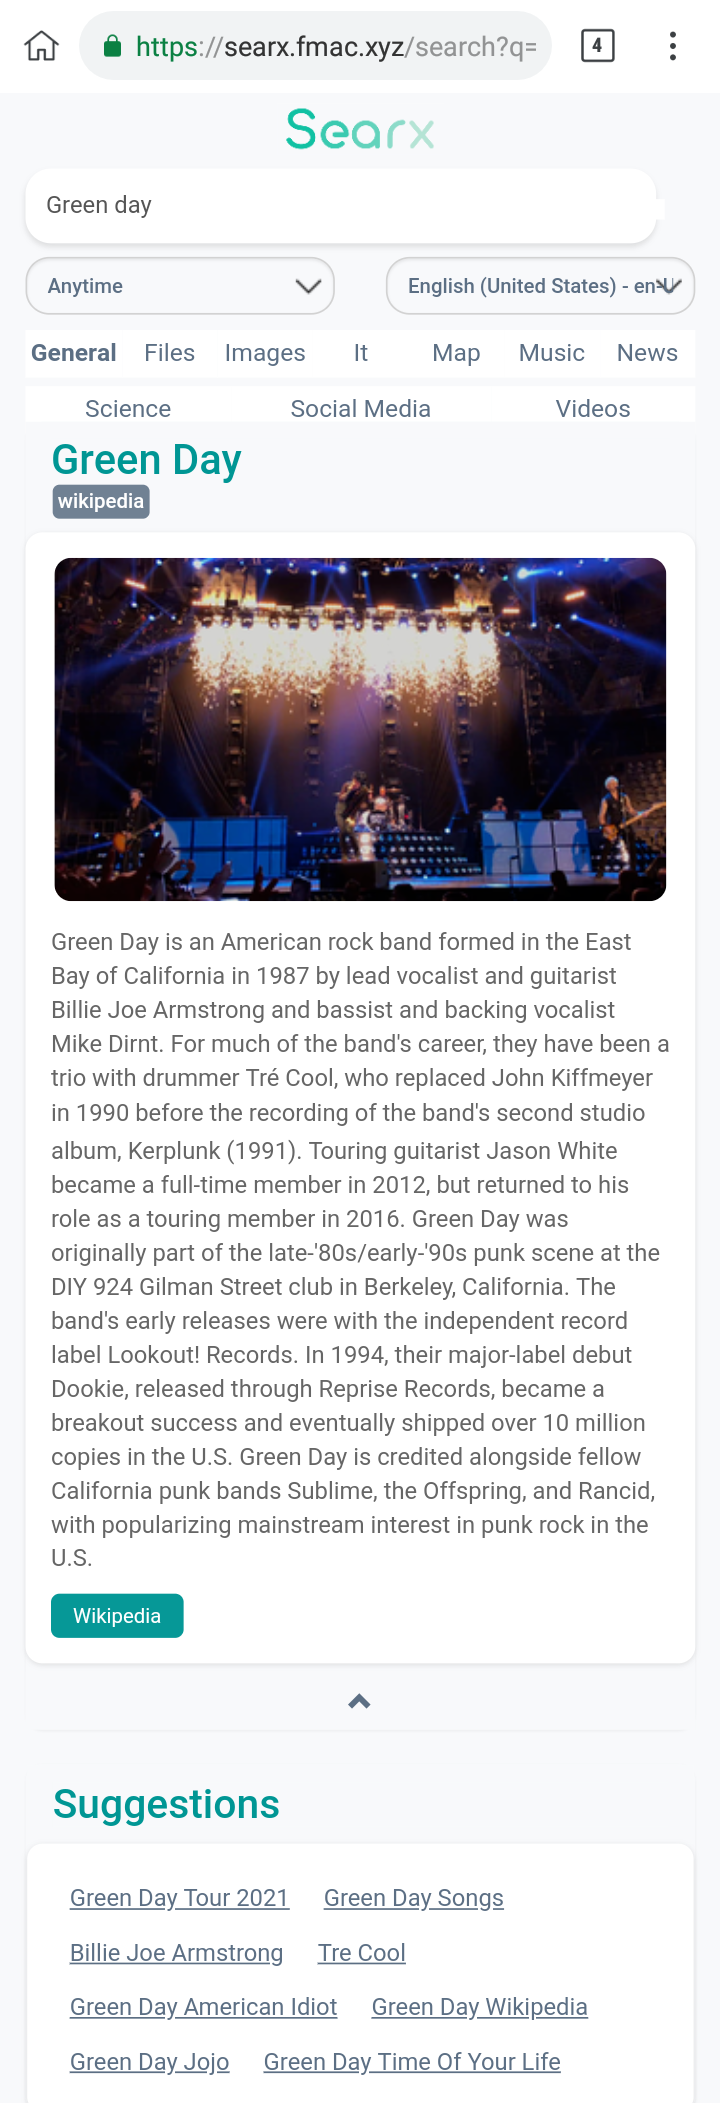 https://searx.fmac.xyz/search?q=
4
Searx
Green day
Anytime
English (United States) - en-U
General Files Images It Map Music News
Science Social Media Videos
Green Day
wikipedia
Green Day is an American rock band formed in the East
Bay of California in 1987 by lead vocalist and guitarist
Billie Joe Armstrong and bassist and backing vocalist
Mike Dirnt. For much of the band's career, they have been a
trio with drummer Tré Cool, who replaced John Kiffmeyer
in 1990 before the recording of the band's second studio
album, Kerplunk (1991). Touring guitarist Jason White
became a full-time member in 2012, but returned to his
role as a touring member in 2016. Green Day was
originally part of the late-'80s/early-'90s punk scene at the
DIY 924 Gilman Street club in Berkeley, California. The
band's early releases were with the independent record
label Lookout! Records. In 1994, their major-label debut
Dookie, released through Reprise Records, became a
breakout success and eventually shipped over 10 million
copies in the U.S. Green Day is credited alongside fellow
California punk bands Sublime, the Offspring, and Rancid,
with popularizing mainstream interest in punk rock in the
U.S.
Wikipedia
Suggestions
Green Day Tour 2021 Green Day Songs
Billie Joe Armstrong Tre Cool
Green Day American Idiot Green Day Wikipedia
Green Day Jojo Green Day Time Of Your Life